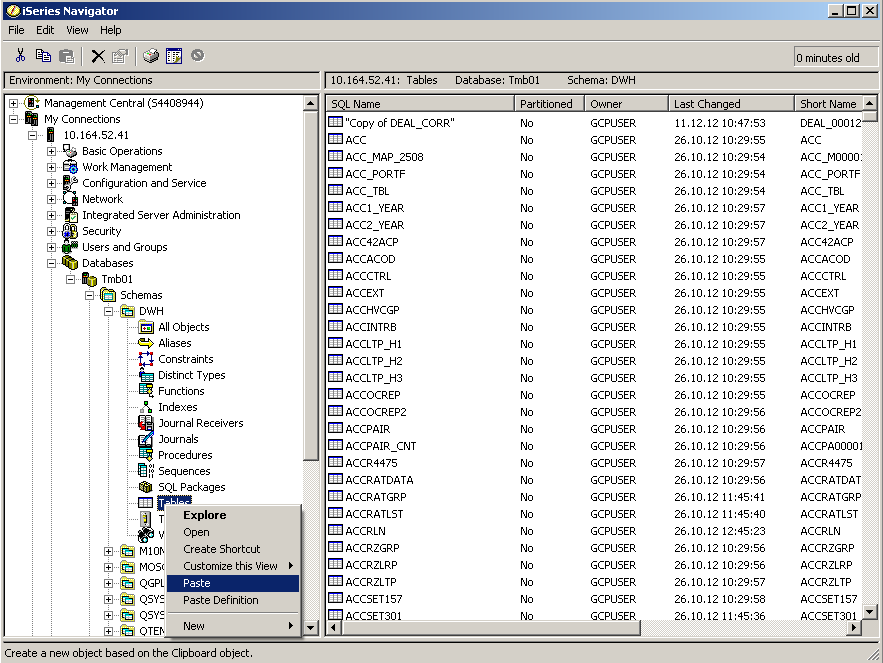 iSeries Navigator
File Edit View Help
0 minutes old
Environment: My Connections
10.164.52.41: Tables Database: Tmb01 Schema: DWH
Management Central (S4408944)
My Connections
10.164.52.41
Basic Operations
Work Management
Configuration and Service
Network
Integrated Server Administration
Security
Users and Groups
Databases
Tmb01
Schemas
DWH
All Objects
Aliases
Constraints
Distinct Types
Functions
Indexes
Journal Receivers
Journals
Procedures
Sequences
SQL Packages
Tables
QGPL
QSYS
QSYS
QTEM
Explore
Open
Create Shortcut
Customize this View
Paste
Paste Definition
New
SQL Name Partitioned Owner Last Changed Short Name
"Copy of DEAL_CORR" No GCPUSER 11.12.12 10:47:53 DEAL_00012
ACC No GCPUSER 26.10.12 10:29:55 ACC
ACC_MAP_2508 No GCPUSER 26.10.12 10:29:54 ACC_M0000
ACC_PORTF No GCPUSER 26.10.12 10:29:54 ACC_PORTF
ACC_TBL No GCPUSER 26.10.12 10:29:54 ACC_TBL
ACC1_YEAR No GCPUSER 26.10.12 10:29:57 ACC1_YEAR
ACC2_YEAR No GCPUSER 26.10.12 10:29:57 ACC2_YEAR
ACC42ACP No GCPUSER 26.10.12 10:29:57 ACC42ACP
ACCACOD No GCPUSER 26.10.12 10:29:55 ACCACOD
ACCCTRL No GCPUSER 26.10.12 10:29:55 ACCCTRL
ACCEXT No GCPUSER 26.10.12 10:29:55 ACCEXT
ACCHVCGP No GCPUSER 26.10.12 10:29:55 ACCHVCGP
ACCINTRB No GCPUSER 26.10.12 10:29:55 ACCINTRB
ACCLTP_H1 No GCPUSER 26.10.12 10:29:55 ACCLTP_H1
ACCLTP_H2 No GCPUSER 26.10.12 10:29:55 ACCLTP_H2
ACCLTP_H3 No GCPUSER 26.10.12 10:29:55 ACCLTP_H3
ACCOCREP No GCPUSER 26.10.12 10:29:55 ACCOCREP
ACCOCREP2 No GCPUSER 26.10.12 10:29:56 ACCOCREP2
ACCPAIR No GCPUSER 26.10.12 10:29:56 ACCPAIR
ACCPAIR_CNT No GCPUSER 26.10.12 10:29:56 ACCPA00001
ACCR4475 No GCPUSER 26.10.12 10:29:57 ACCR4475
ACCRATDATA No GCPUSER 26.10.12 10:29:56 ACCRATDAT
ACCRATGRP No GCPUSER 26.10.12 11:45:41 ACCRATGRP
ACCRATLST No GCPUSER 26.10.12 11:45:40 ACCRATLST
ACCRLN No GCPUSER 26.10.12 12:45:23 ACCRLN
ACCRZGRP No GCPUSER 26.10.12 10:29:56 ACCRZGRP
ACCRZLRP No GCPUSER 26.10.12 10:29:56 ACCRZLRP
ACCRZLTP No GCPUSER 26.10.12 10:29:57 ACCRZLTP
ACCSET157 No GCPUSER 26.10.12 10:29:58 ACCSET157
ACCSET301 No GCPUSER 26.10.12 11:45:36 ACCSET301
Create a new object based on the Clipboard object.